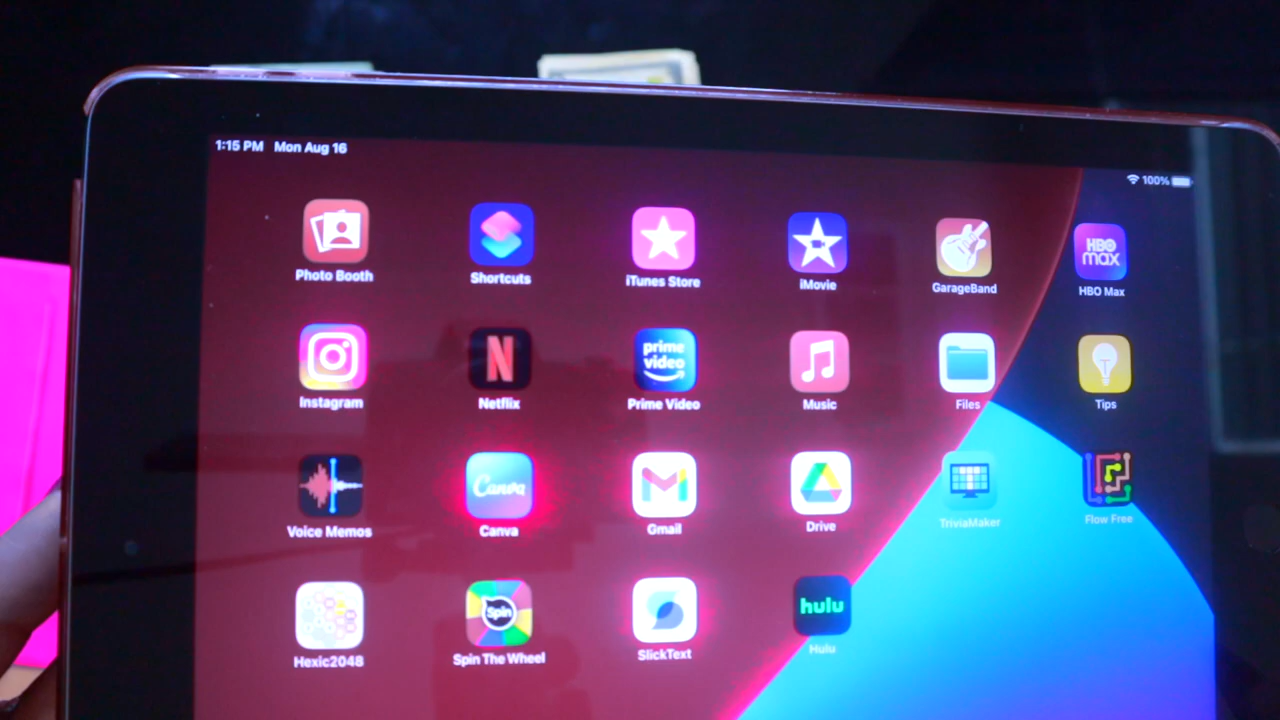 1:15 PM Mon Aug 16
100%
Photo Booth
Shortcuts
iTunes Store
iMovie
GarageBand
HBO max
HBO Max
Instagram
N
Netflix
prime video
Prime Video
Music
Files
Tips
Voice Memos
Canva
Canva
Gmail
Drive
TriviaMaker
Flow Free
Hexic2048
Spin
Spin The Wheel
SlickText
hulu
Hulu